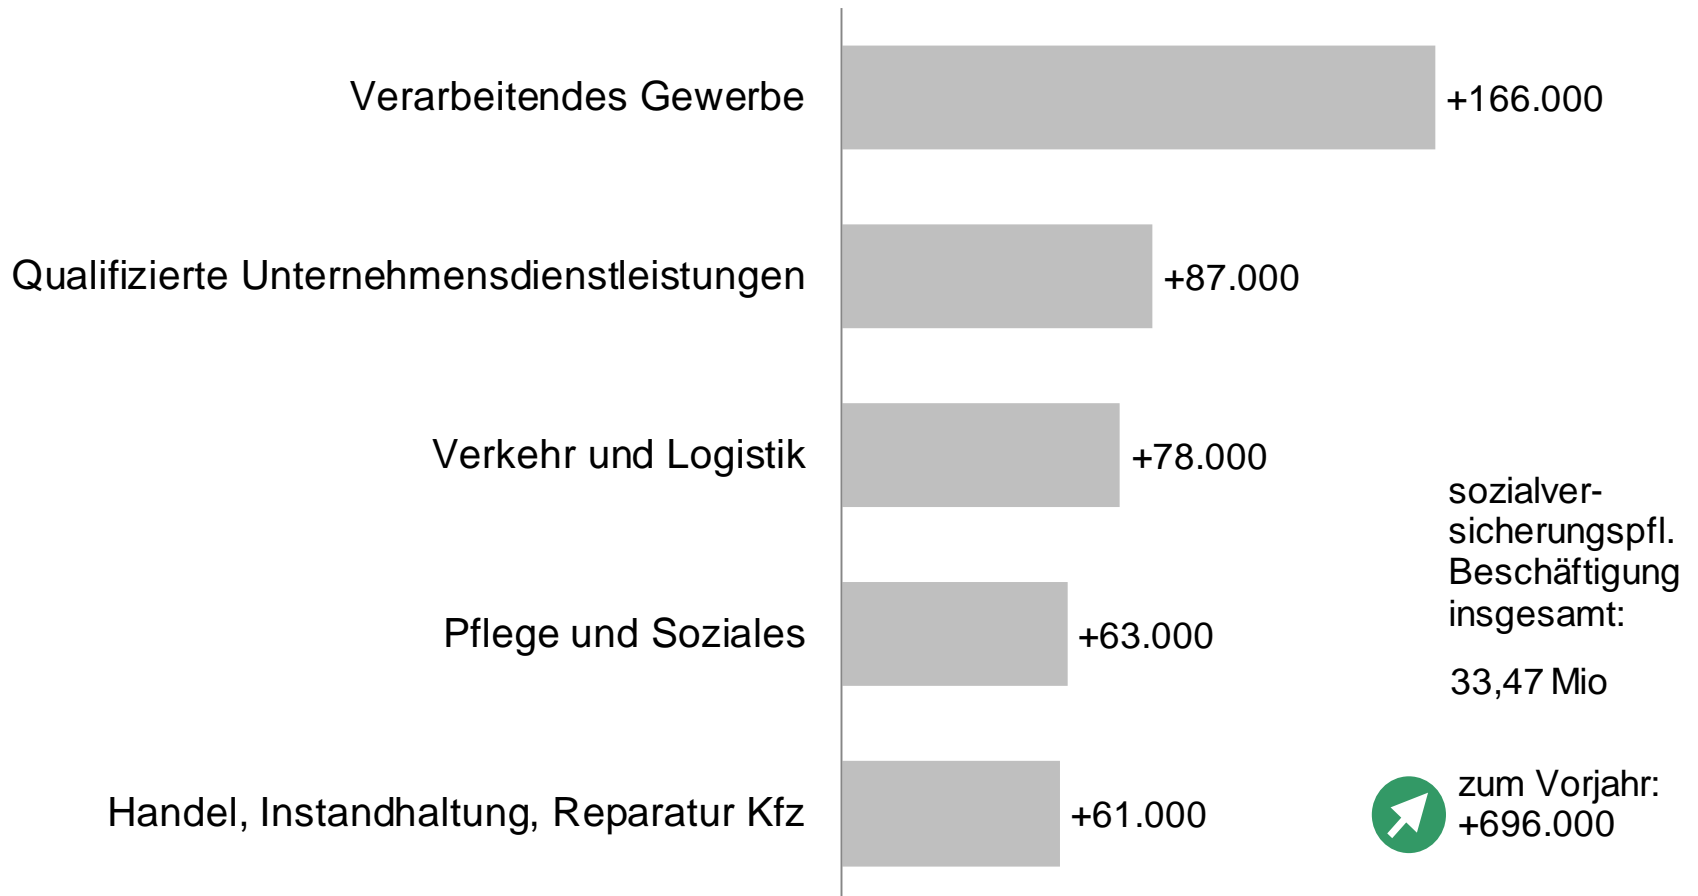 Verarbeitendes Gewerbe
+166.000
Qualifizierte Unternehmensdienstleistungen
+87.000
Verkehr und Logistik
+78.000
Pflege und Soziales
+63.000
Handel, Instandhaltung, Reparatur Kfz
+61.000
sozialver-
sicherungspfl.
Beschäftigung
insgesamt:
33,47 Mio
zum Vorjahr:
+696.000